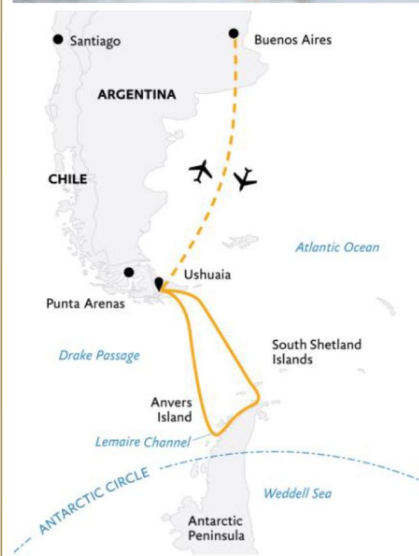 Santiago
Buenos Aires
ARGENTINA
CHILE
Atlantic Ocean
Ushuaia
Punta Arenas
Drake Passage
South Shetland
Islands
Anvers
Island
Lemaire Channel
ANTARCTIC CIRCLE
Weddell Sea
Antarctic
Peninsula